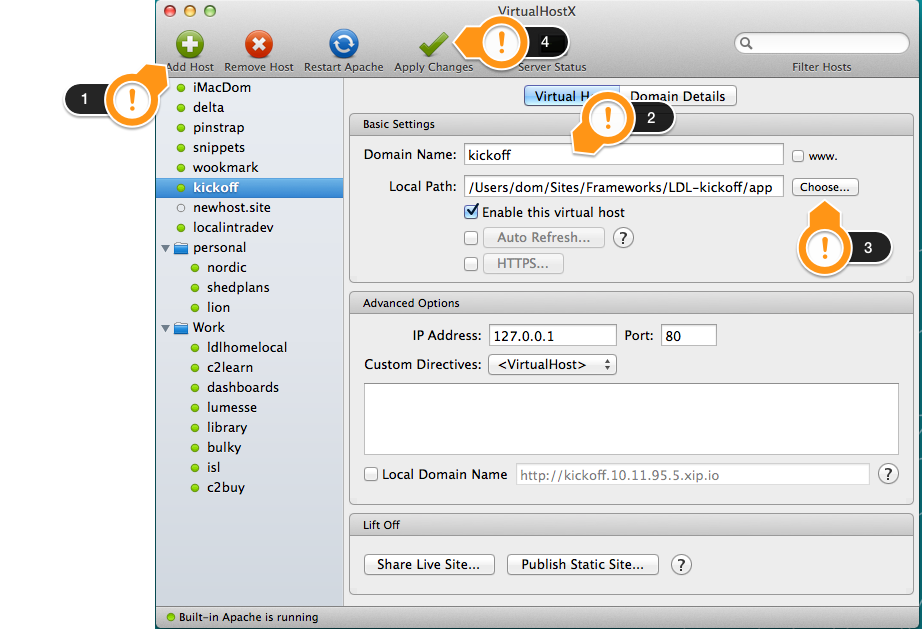 VirtualHostX
Add Host
Remove Host
Restart Apache
Apply Changes
Server Status
Filter Hosts
! 1
! 2
! 3
! 4
iMacDom
delta
pinstrap
snippets
wookmark
kickoff
newhost.site
localintradev
personal
nordic
shedplans
lion
Work
ldlhomelocal
c2learn
dashboards
lumesse
library
bulky
isl
c2buy
Virtual H
Domain Details
Basic Settings
Domain Name: kickoff
www.
Local Path: /Users/dom/Sites/Frameworks/LDL-kickoff/app
Choose...
Enable this virtual host
Auto Refresh... ?
HTTPS...
Advanced Options
IP Address: 127.0.0.1 Port: 80
Custom Directives: <VirtualHost>
Local Domain Name http://kickoff.10.11.95.5.xip.io ?
Lift Off
Share Live Site... Publish Static Site... ?
Built-in Apache is running